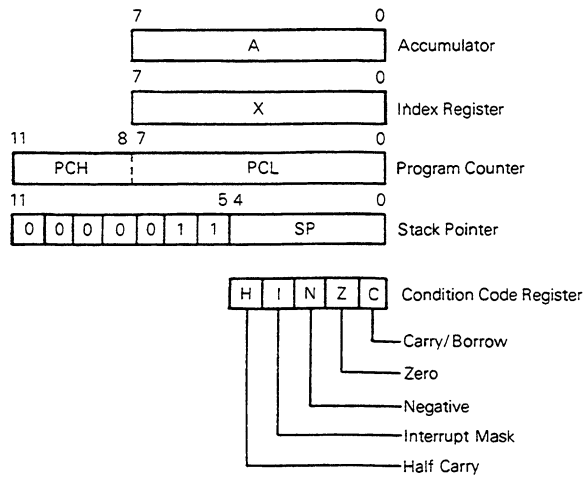 7 0
A Accumulator
7 0
X Index Register
11 8 7 0
PCH PCL Program Counter
11 5 4 0
0 0 0 0 0 1 1 SP Stack Pointer
H I N Z C Condition Code Register
Carry/Borrow
Zero
Negative
Interrupt Mask
Half Carry